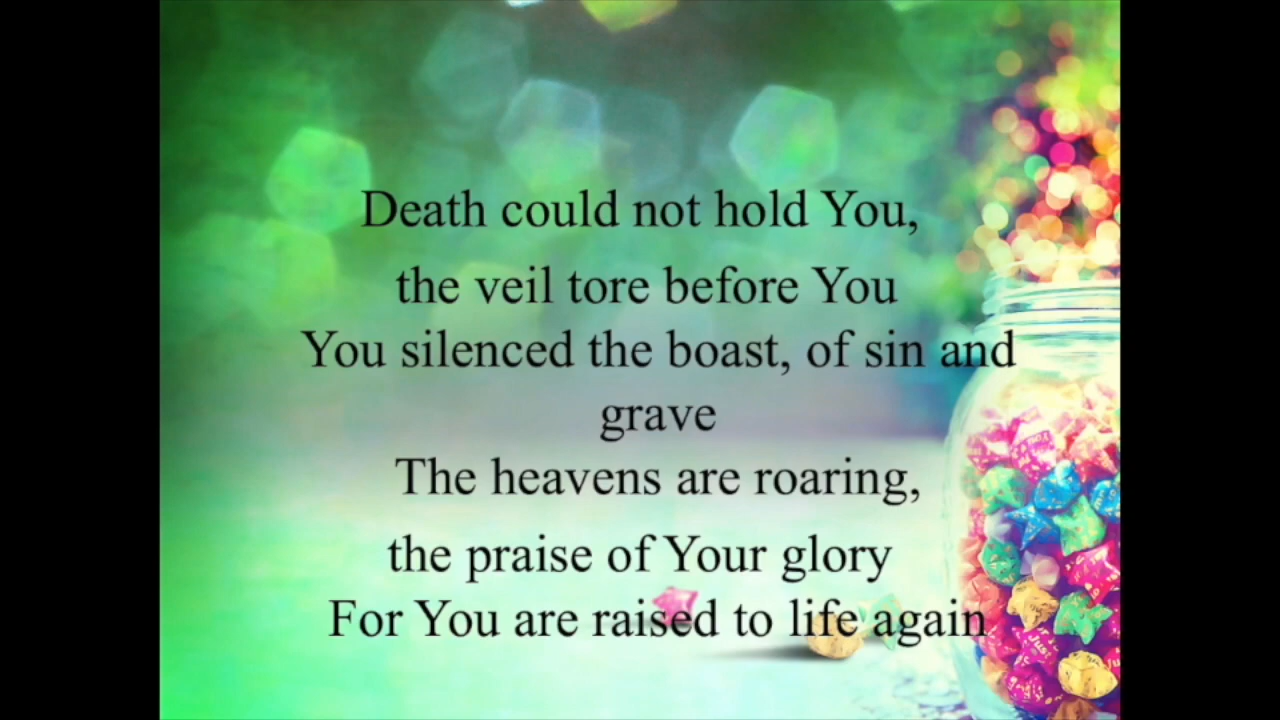 Death could not hold You,
the veil tore before You
You silenced the boast, of sin and
grave
The heavens are roaring,
the praise of Your glory
For You are raised to life again